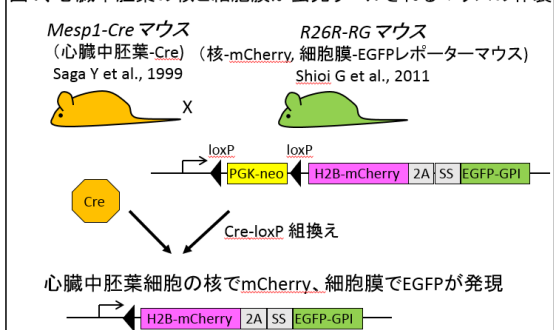 Mesp1-Cre マウス
(心臓中胚葉-Cre)
Saga Y et al., 1999
R26R-RG マウス
(核-mCherry, 細胞膜-EGFPレポーターマウス)
Shioi G et al., 2011
X
loxP
loxP
PGK-neo
H2B-mCherry
2A
SS
EGFP-GPI
Cre
Cre-loxP 組換え
心臓中胚葉細胞の核でmCherry、細胞膜でEGFPが発現
H2B-mCherry
2A
SS
EGFP-GPI